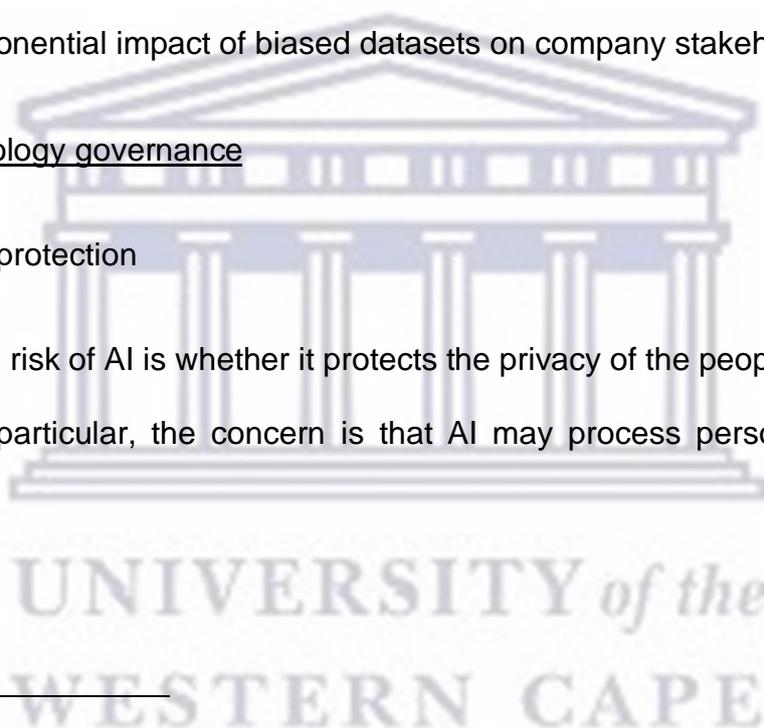 onential impact of biased datasets on company stakeh
ology governance
protection
risk of AI is whether it protects the privacy of the peop
particular, the concern is that AI may process perso
UNIVERSITY of the
WESTERN CAPE